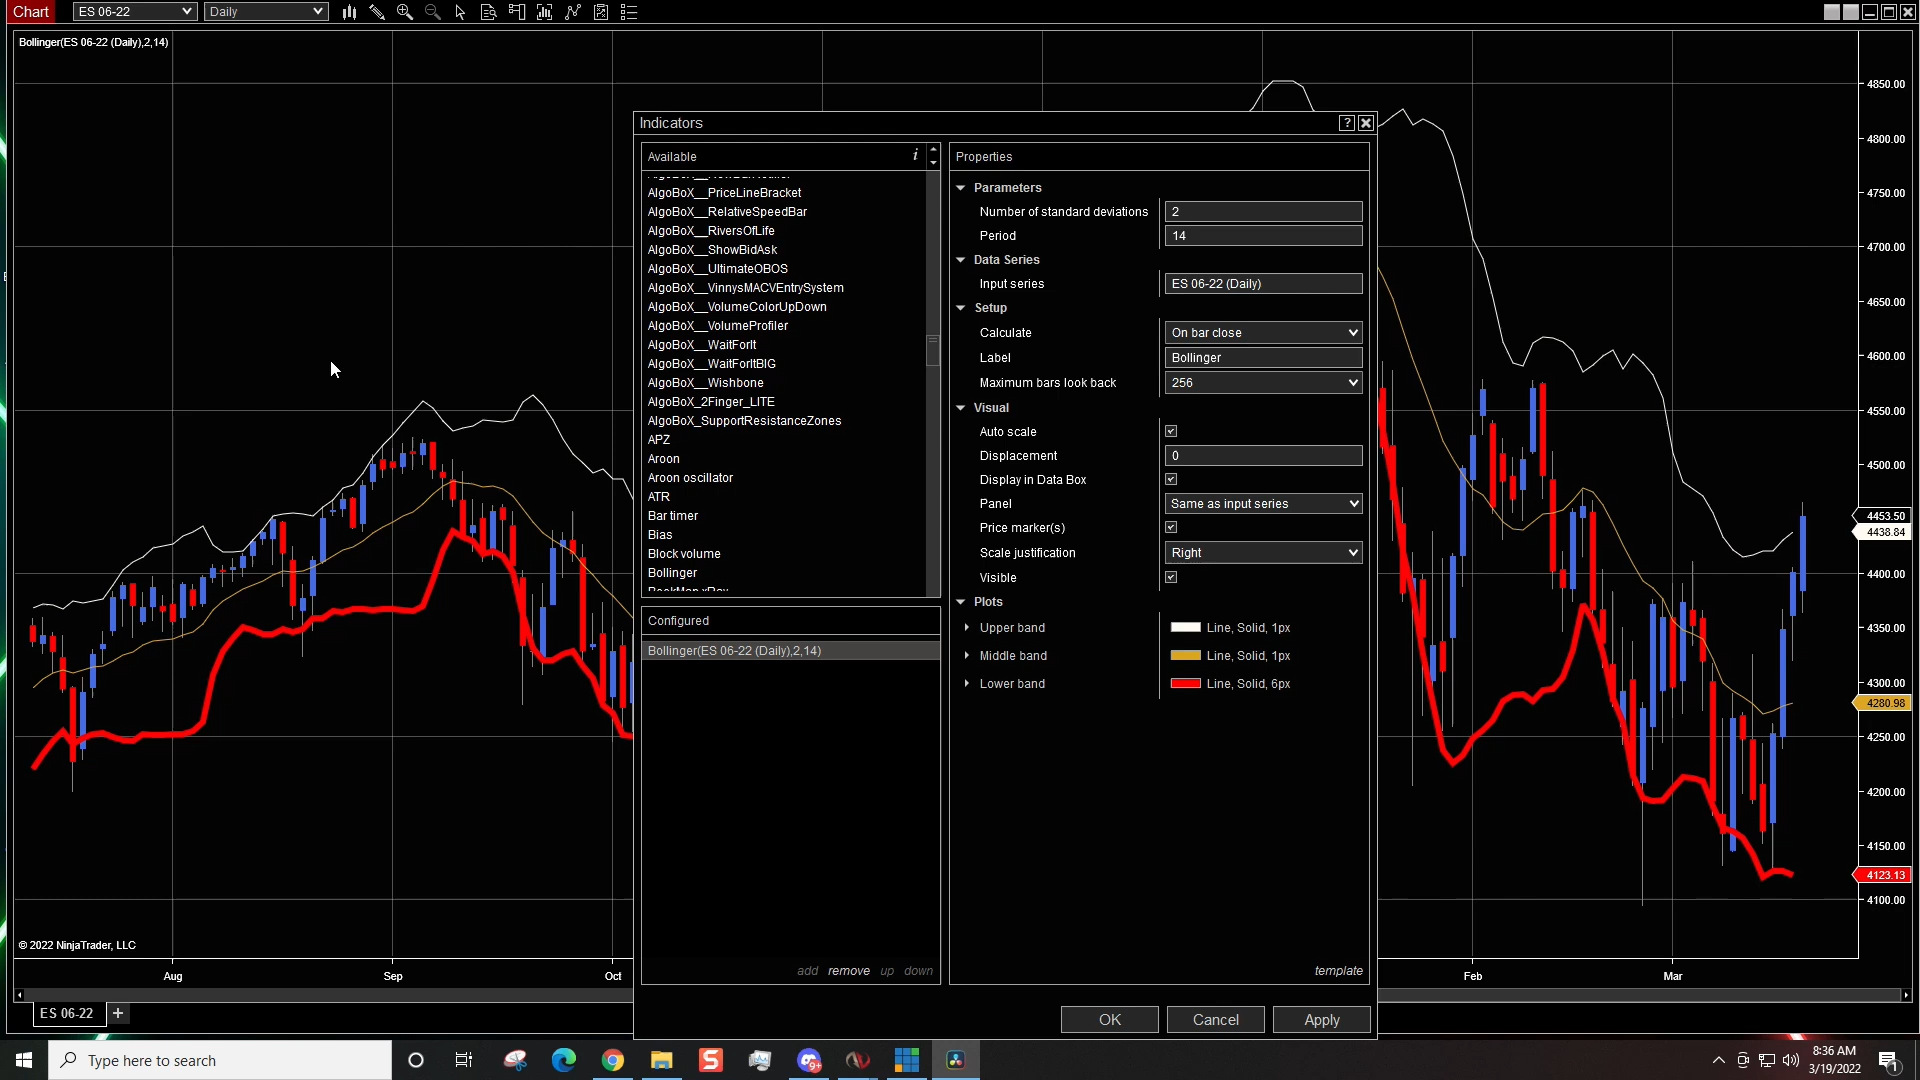 Chart
ES 06-22
Daily
Bollinger(ES 06-22 (Daily),2,14)
Indicators
?
Available
i
AlgoBoX__PriceLineBracket
AlgoBoX__RelativeSpeedBar
AlgoBoX__RiversOfLife
AlgoBoX__ShowBidAsk
AlgoBoX__UltimateOBOS
AlgoBoX__VinnysMACVEntrySystem
AlgoBoX__VolumeColorUpDown
AlgoBoX__VolumeProfiler
AlgoBoX__WaitForIt
AlgoBoX__WaitForItBIG
AlgoBoX__Wishbone
AlgoBoX_2Finger_LITE
AlgoBoX_SupportResistanceZones
APZ
Aroon
Aroon oscillator
ATR
Bar timer
Bias
Block volume
Bollinger
Configured
Bollinger(ES 06-22 (Daily),2,14)
add remove up down
Properties
Parameters
Number of standard deviations 2
Period 14
Data Series
Input series ES 06-22 (Daily)
Setup
Calculate On bar close
Label Bollinger
Maximum bars look back 256
Visual
Auto scale
Displacement 0
Display in Data Box
Panel Same as input series
Price marker(s)
Scale justification Right
Visible
Plots
Upper band Line, Solid, 1px
Middle band Line, Solid, 1px
Lower band Line, Solid, 6px
template
OK Cancel Apply
4850.00
4800.00
4750.00
4700.00
4650.00
4600.00
4550.00
4500.00
4453.50
4438.84
4400.00
4350.00
4300.00
4280.98
4250.00
4200.00
4150.00
4123.13
4100.00
© 2022 NinjaTrader, LLC
Aug Sep Oct Feb Mar
ES 06-22 +
Type here to search
S
9+
8:36 AM
3/19/2022
1